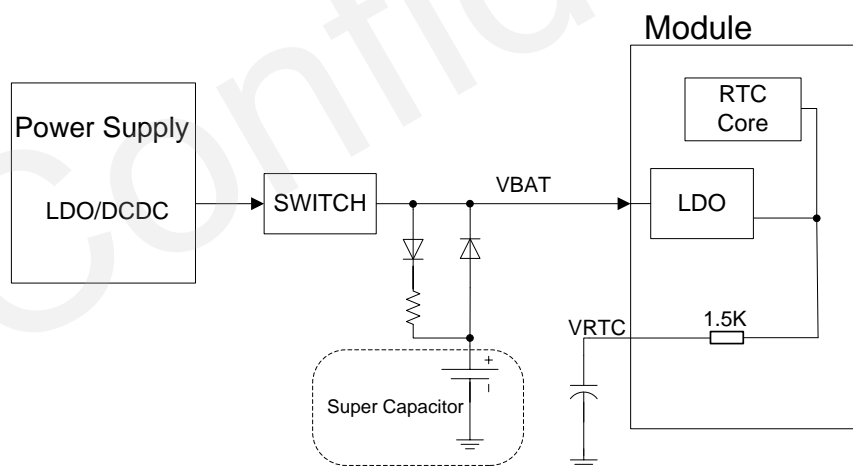 Module
Power Supply
LDO/DCDC
SWITCH
VBAT
RTC
Core
LDO
VRTC
1.5K
+
Super Capacitor
Confid